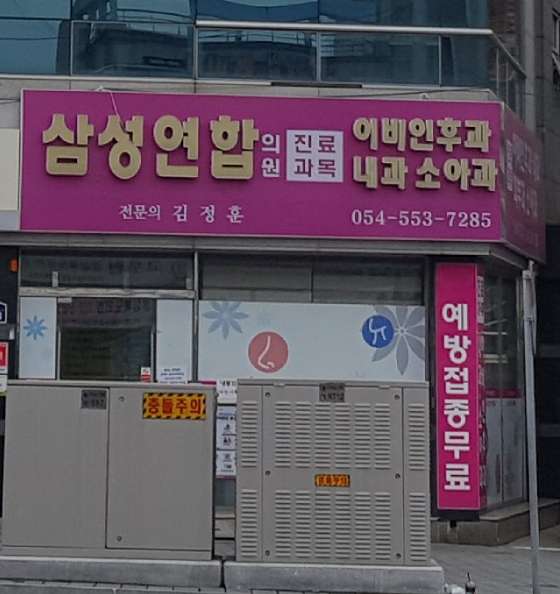 삼성연합의원 진료과목 이비인후과
내과 소아과
전문의 김정훈 054-553-7285
예방접종무료
충돌주의